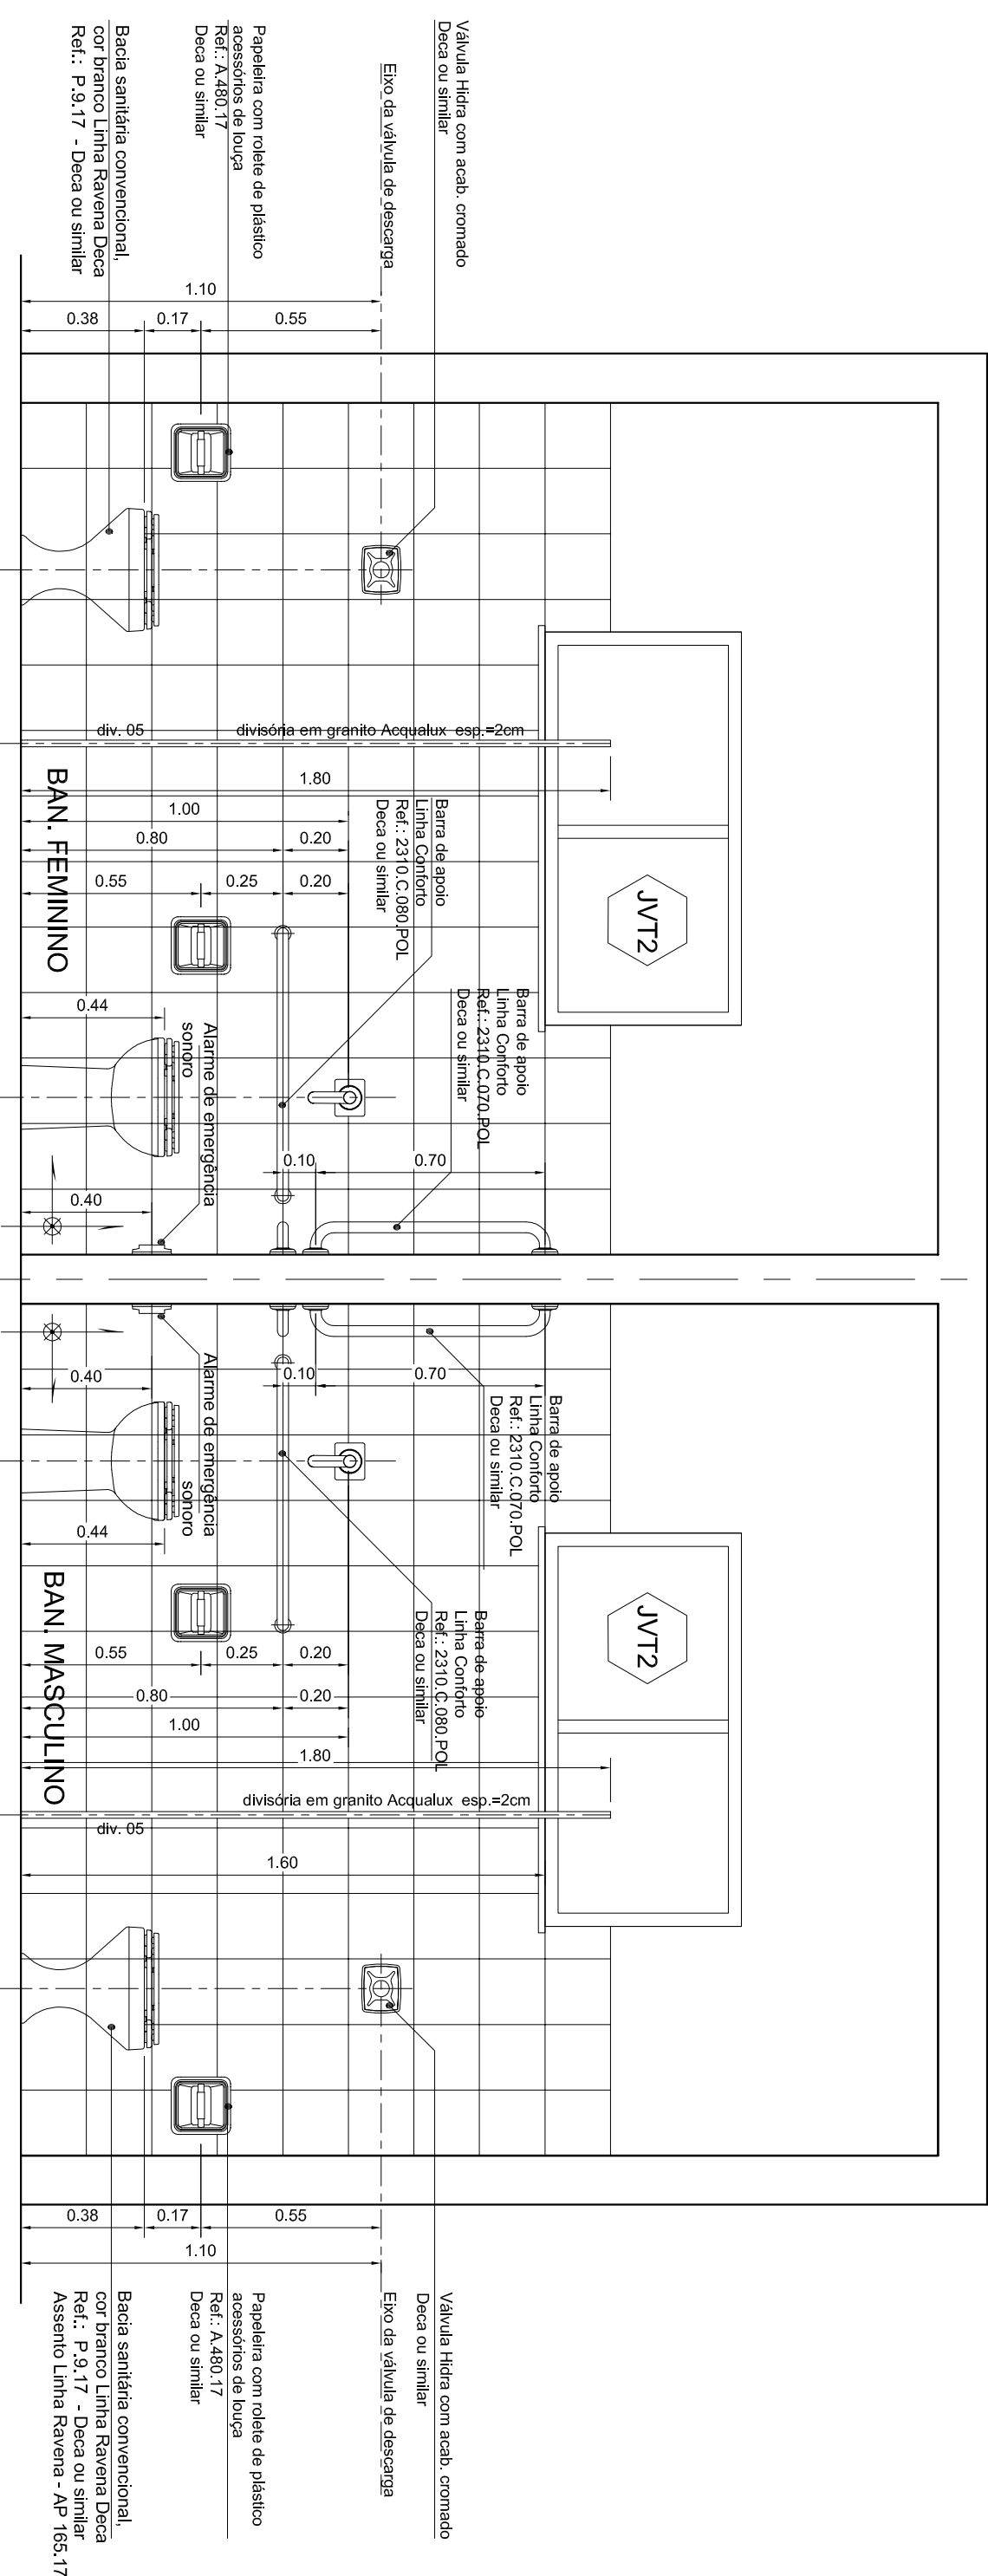 Válvula Hidra com acab. cromado
Deca ou similar
Eixo da válvula de descarga
Papeleira com rolete de plástico
acessórios de louça
Ref.: A.480.17
Deca ou similar
Bacia sanitária convencional,
cor branco Linha Ravena Deca
Ref.: P.9.17 - Deca ou similar
1.10
0.38
0.17
0.55
div. 05
divisória em granito Acqualux esp.=2cm
1.80
1.00
0.80
0.20
0.55
0.25
0.20
BAN. FEMININO
JVT2
Barra de apoio
Linha Conforto
Ref.: 2310.C.080.POL
Deca ou similar
Barra de apoio
Linha Conforto
Ref.: 2310.C.070.POL
Deca ou similar
0.44
Alarme de emergência
sonoro
0.10
0.70
0.40
0.40
0.10
0.70
Alarme de emergência
sonoro
0.44
Barra de apoio
Linha Conforto
Ref.: 2310.C.070.POL
Deca ou similar
Barra de apoio
Linha Conforto
Ref.: 2310.C.080.POL
Deca ou similar
JVT2
BAN. MASCULINO
0.55
0.25
0.20
0.80
0.20
1.00
1.80
divisória em granito Acqualux esp.=2cm
div. 05
1.60
0.38
0.17
0.55
1.10
Válvula Hidra com acab. cromado
Deca ou similar
Eixo da válvula de descarga
Papeleira com rolete de plástico
acessórios de louça
Ref.: A.480.17
Deca ou similar
Bacia sanitária convencional,
cor branco Linha Ravena Deca
Ref.: P.9.17 - Deca ou similar
Assento Linha Ravena - AP 165.17